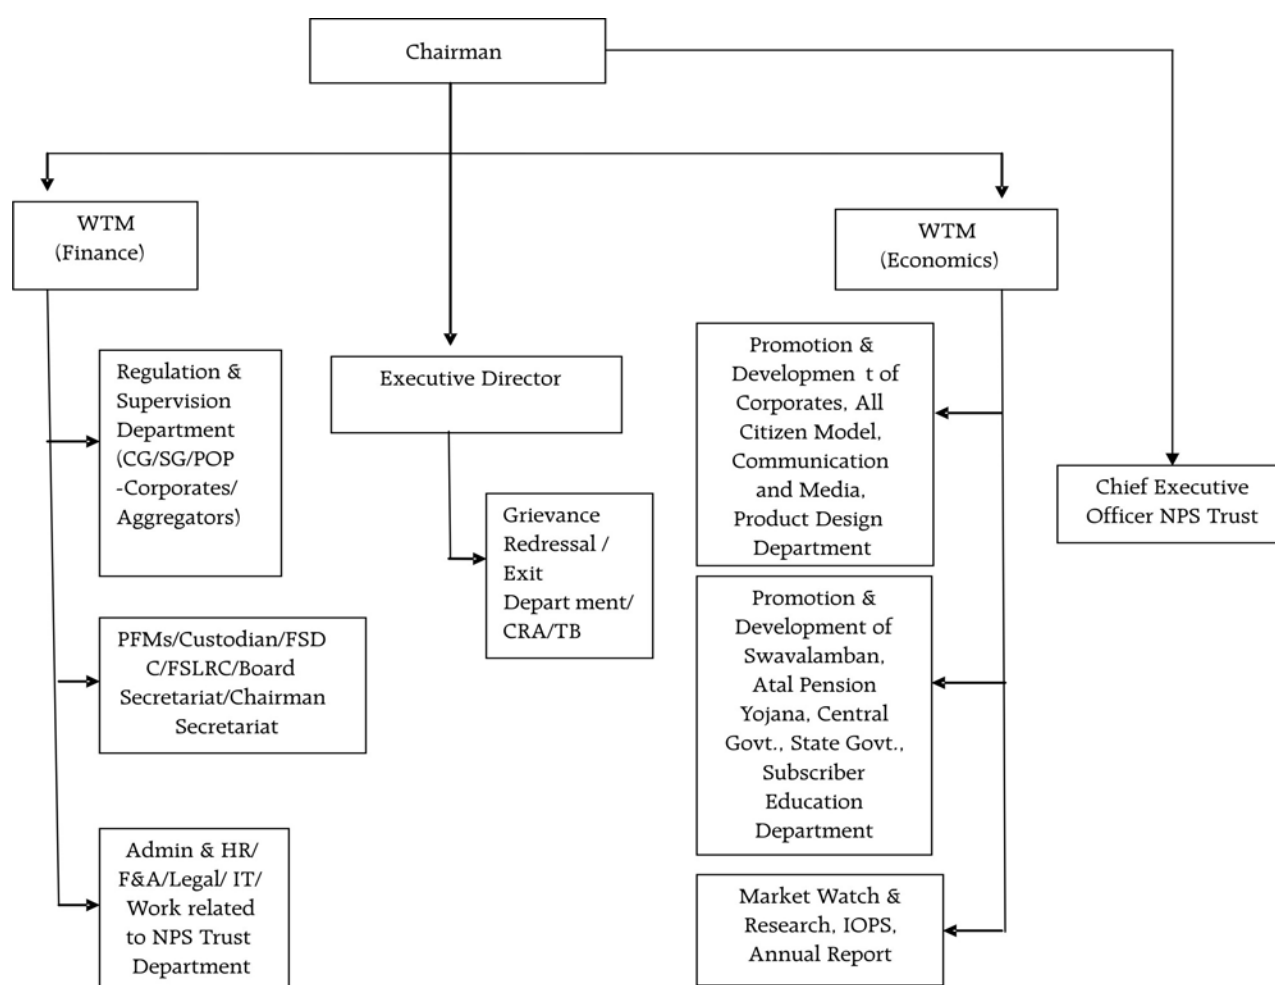 Chairman
WTM
(Finance)
WTM
(Economics)
Regulation &
Supervision
Department
(CG/SG/POP
-Corporates/
Aggregators)
Executive Director
Promotion &
Developmen t of
Corporates, All
Citizen Model,
Communication
and Media,
Product Design
Department
Chief Executive
Officer NPS Trust
Grievance
Redressal /
Exit
Depart ment/
CRA/TB
PFMs/Custodian/FSD
C/FSLRC/Board
Secretariat/Chairman
Secretariat
Promotion &
Development of
Swavalamban,
Atal Pension
Yojana, Central
Govt., State Govt.,
Subscriber
Education
Department
Admin & HR/
F&A/Legal/ IT/
Work related
to NPS Trust
Department
Market Watch &
Research, IOPS,
Annual Report